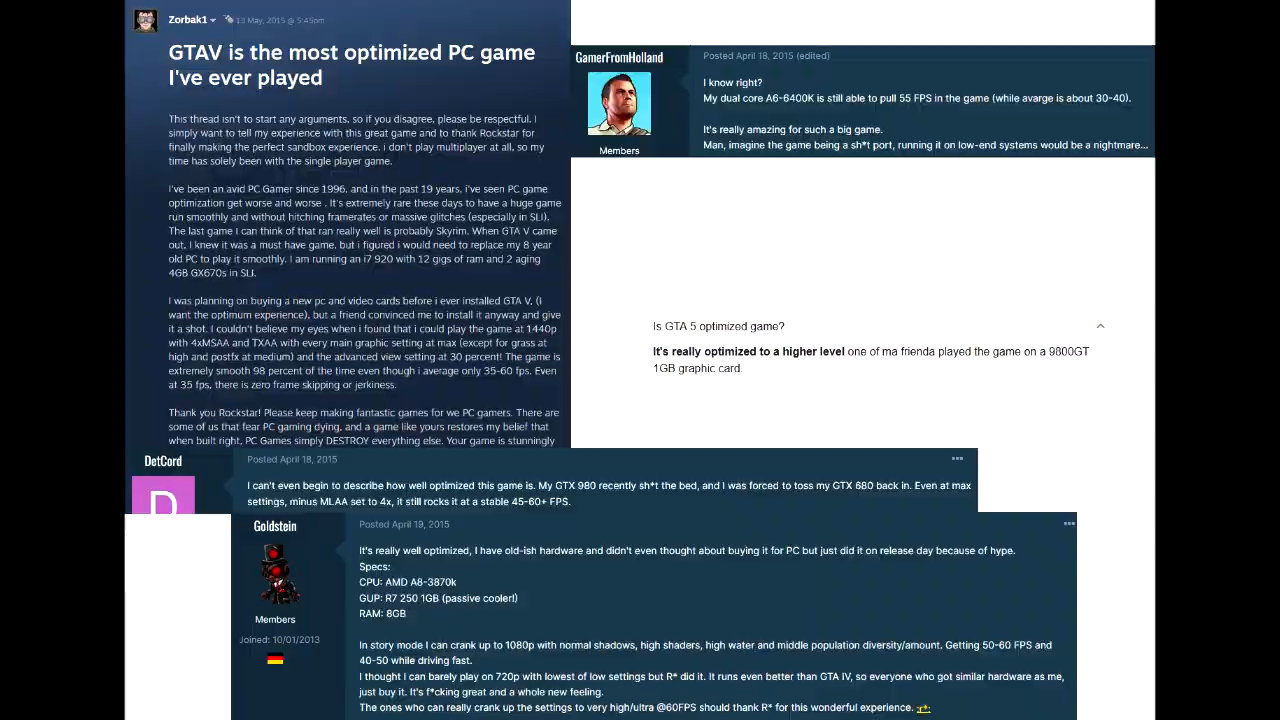 Zorbak1
13 May, 2015 @ 5:45pm
GTAV is the most optimized PC game
I've ever played
This thread isn't to start any arguments, so if you disagree, please be respectful. I
simply want to tell my experience with this great game and to thank Rockstar for
finally making the perfect sandbox experience. i don't play multiplayer at all, so my
time has solely been with the single player game.
I've been an avid PC Gamer since 1996, and in the past 19 years, i've seen PC game
optimization get worse and worse . It's extremely rare these days to have a huge game
run smoothly and without hitching framerates or massive glitches (especially in SLI).
The last game I can think of that ran really well is probably Skyrim. When GTA V came
out, I knew it was a must have game, but i figured i would need to replace my 8 year
old PC to play it smoothly. I am running an i7 920 with 12 gigs of ram and 2 aging
4GB GX670s in SLI.
I was planning on buying a new pc and video cards before i ever installed GTA V, (I
want the optimum experience), but a friend convinced me to install it anyway and give
it a shot. I couldn't believe my eyes when i found that i could play the game at 1440p
with 4xMSAA and TXAA with every main graphic setting at max (except for grass at
high and postfx at medium) and the advanced view setting at 30 percent! The game is
extremely smooth 98 percent of the time even though i average only 35-60 fps. Even
at 35 fps, there is zero frame skipping or jerkiness.
Thank you Rockstar! Please keep making fantastic games for we PC gamers. There are
some of us that fear PC gaming dying, and a game like yours restores my belief that
when built right, PC Games simply DESTROY everything else. Your game is stunningly
GamerFromHolland
Members
Posted April 18, 2015 (edited)
I know right?
My dual core A6-6400K is still able to pull 55 FPS in the game (while avarge is about 30-40).
It's really amazing for such a big game.
Man, imagine the game being a sh*t port, running it on low-end systems would be a nightmare...
Is GTA 5 optimized game?
It's really optimized to a higher level one of ma frienda played the game on a 9800GT
1GB graphic card.
DetCord
D
Posted April 18, 2015
I can't even begin to describe how well optimized this game is. My GTX 980 recently sh*t the bed, and I was forced to toss my GTX 680 back in. Even at max
settings, minus MLAA set to 4x, it still rocks it at a stable 45-60+ FPS.
Goldstein
Members
Joined: 10/01/2013
Posted April 19, 2015
It's really well optimized, I have old-ish hardware and didn't even thought about buying it for PC but just did it on release day because of hype.
Specs:
CPU: AMD A8-3870k
GUP: R7 250 1GB (passive cooler!)
RAM: 8GB
In story mode I can crank up to 1080p with normal shadows, high shaders, high water and middle population diversity/amount. Getting 50-60 FPS and
40-50 while driving fast.
I thought I can barely play on 720p with lowest of low settings but R* did it. It runs even better than GTA IV, so everyone who got similar hardware as me,
just buy it. It's f*cking great and a whole new feeling.
The ones who can really crank up the settings to very high/ultra @60FPS should thank R* for this wonderful experience.